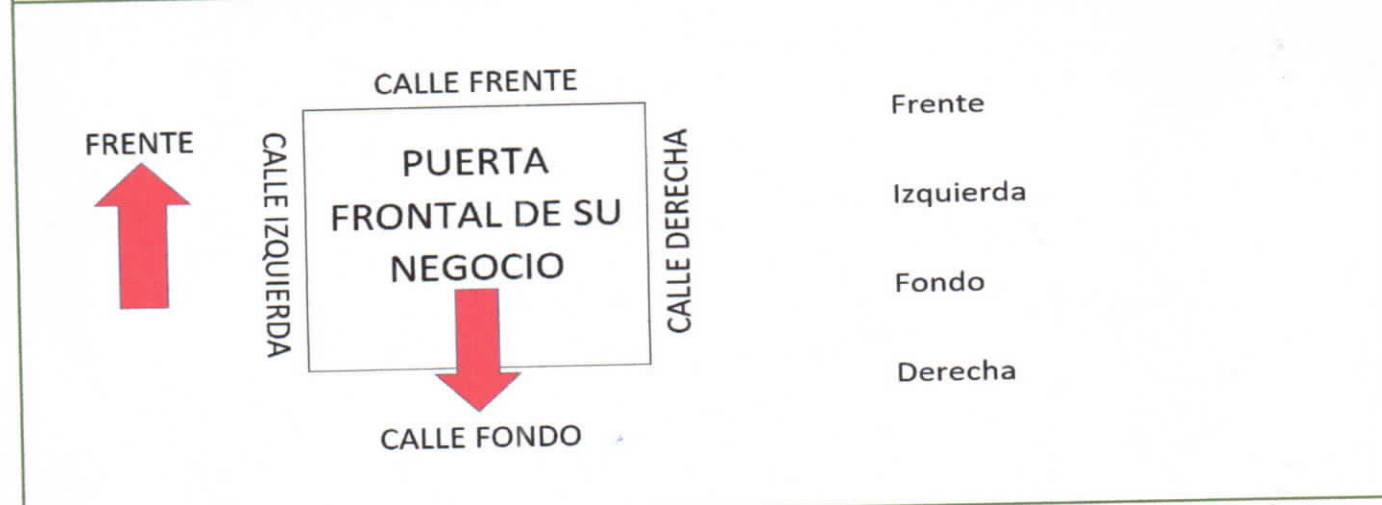 CALLE FRENTE
FRENTE
CALLE IZQUIERDA
PUERTA
FRONTAL DE SU
NEGOCIO
CALLE DERECHA
CALLE FONDO
Frente
Izquierda
Fondo
Derecha